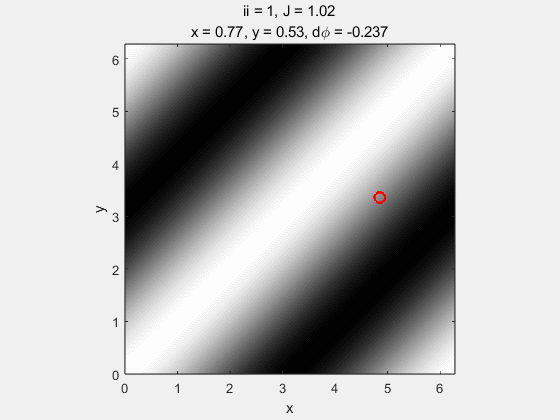 ii = 1, J = 1.02
x = 0.77, y = 0.53, dϕ = -0.237
6
5
4
y
3
2
1
0
0 1 2 3 4 5 6
x